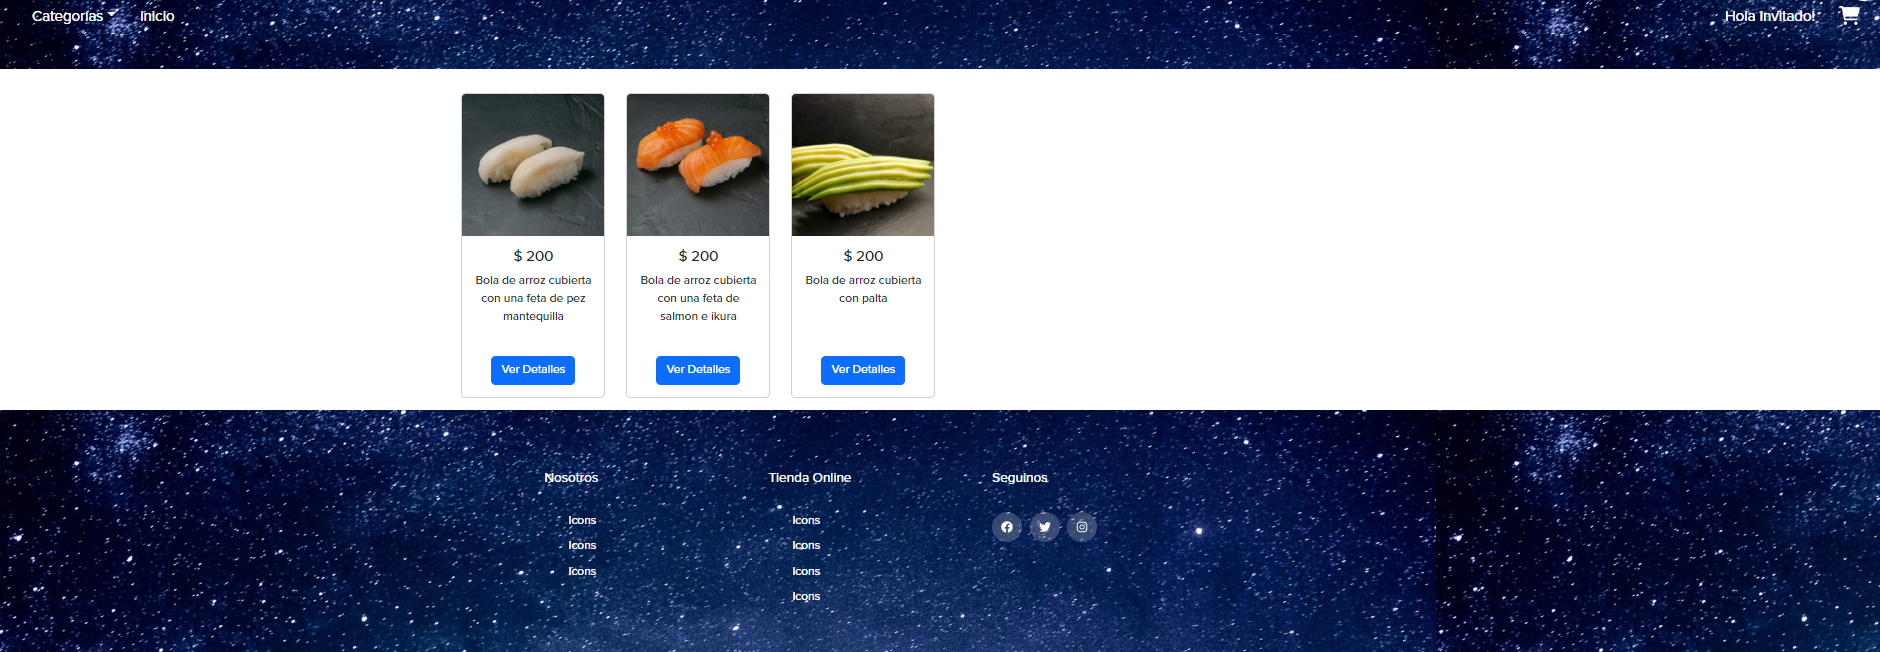 Categorías Inicio Hola Invitado!
$ 200
Bola de arroz cubierta
con una feta de pez
mantequilla
Ver Detalles
$ 200
Bola de arroz cubierta
con una feta de
salmon e ikura
Ver Detalles
$ 200
Bola de arroz cubierta
con palta
Ver Detalles
Nosotros
Icons
Icons
Icons
Tienda Online
Icons
Icons
Icons
Icons
Seguinos